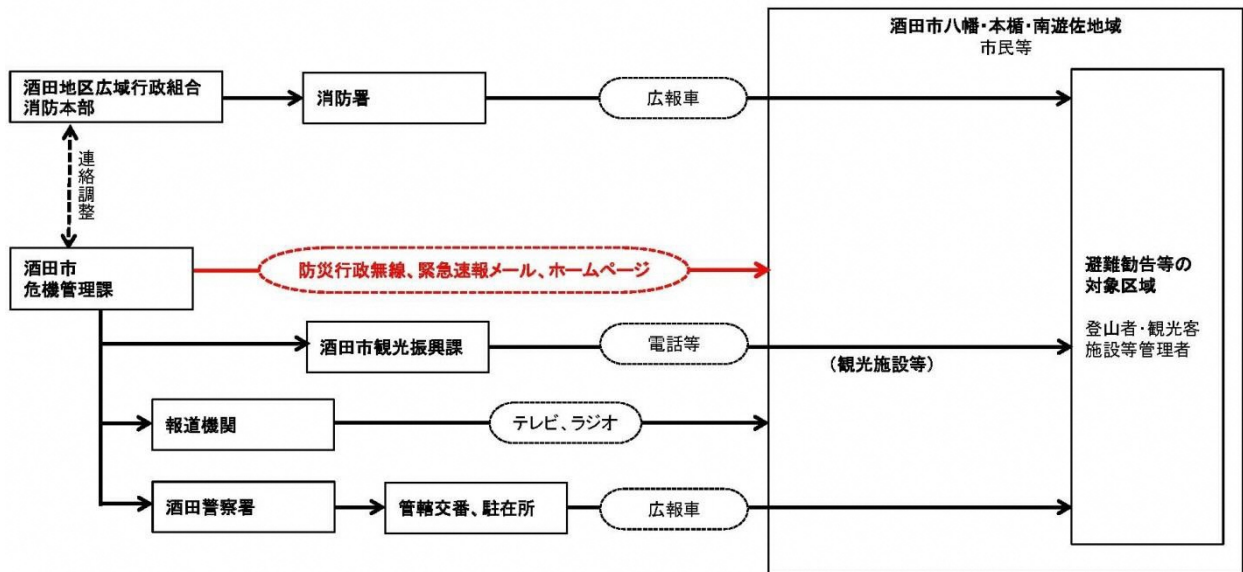 酒田市八幡・本楯・南遊佐地域
市民等
酒田地区広域行政組合
消防本部
消防署
広報車
連絡調整
酒田市
危機管理課
防災行政無線、緊急速報メール、ホームページ
避難勧告等の
対象区域
登山者・観光客
施設等管理者
酒田市観光振興課
電話等
(観光施設等)
報道機関
テレビ、ラジオ
酒田警察署
管轄交番、駐在所
広報車